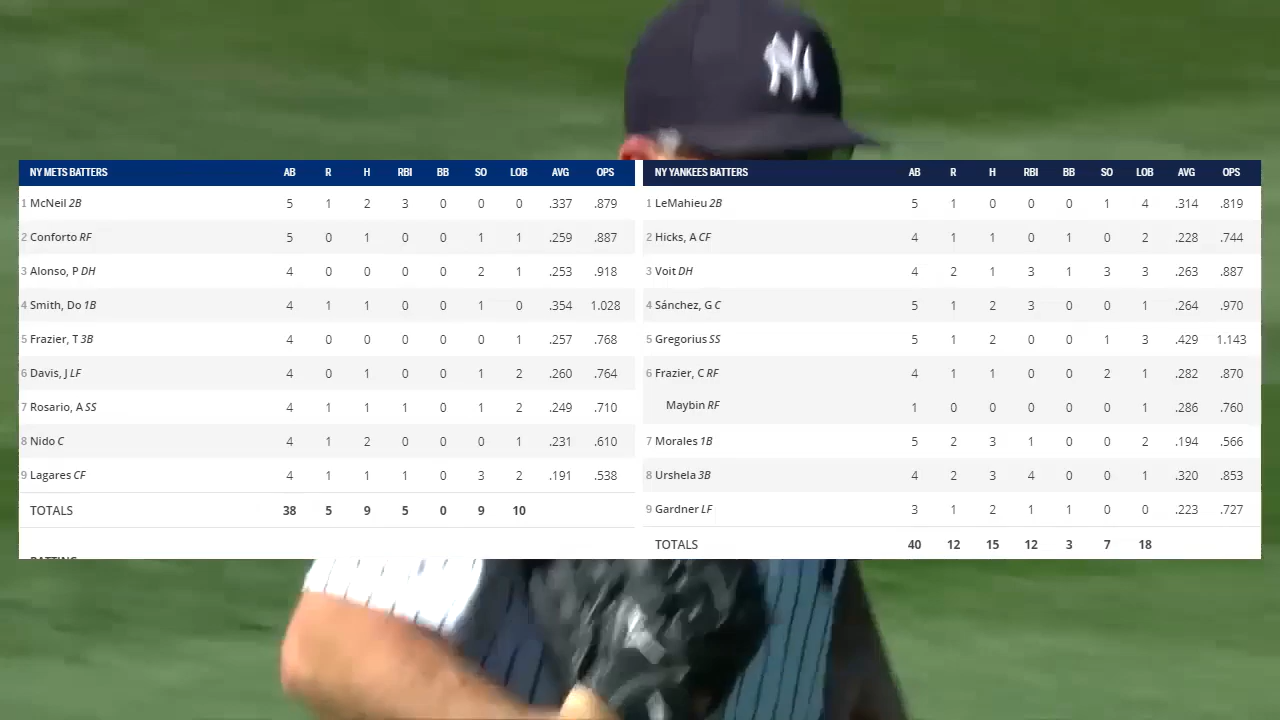 NY METS BATTERS AB R H RBI BB SO LOB AVG OPS
1 McNeil 2B 5 1 2 3 0 0 0 .337 .879
2 Conforto RF 5 0 1 0 0 1 1 .259 .887
3 Alonso, P DH 4 0 0 0 0 2 1 .253 .918
4 Smith, Do 1B 4 1 1 0 0 1 0 .354 1.028
5 Frazier, T 3B 4 0 0 0 0 0 1 .257 .768
6 Davis, J LF 4 0 1 0 0 1 2 .260 .764
7 Rosario, A SS 4 1 1 1 0 1 2 .249 .710
8 Nido C 4 1 2 0 0 0 1 .231 .610
9 Lagares CF 4 1 1 1 0 3 2 .191 .538
TOTALS 38 5 9 5 0 9 10
NY YANKEES BATTERS AB R H RBI BB SO LOB AVG OPS
1 LeMahieu 2B 5 1 0 0 0 1 4 .314 .819
2 Hicks, A CF 4 1 1 0 1 0 2 .228 .744
3 Voit DH 4 2 1 3 1 3 3 .263 .887
4 Sánchez, G C 5 1 2 3 0 0 1 .264 .970
5 Gregorius SS 5 1 2 0 0 1 3 .429 1.143
6 Frazier, C RF 4 1 1 0 0 2 1 .282 .870
Maybin RF 1 0 0 0 0 0 1 .286 .760
7 Morales 1B 5 2 3 1 0 0 2 .194 .566
8 Urshela 3B 4 2 3 4 0 0 1 .320 .853
9 Gardner LF 3 1 2 1 1 0 0 .223 .727
TOTALS 40 12 15 12 3 7 18
NY